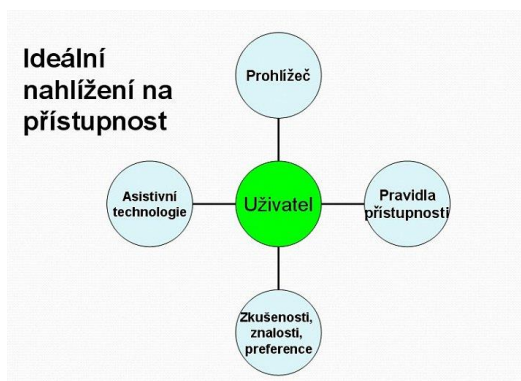 Ideální
nahlížení na
přístupnost
Prohlížeč
Asistivní
technologie
Uživatel
Pravidla
přístupnosti
Zkušenosti,
znalosti,
preference